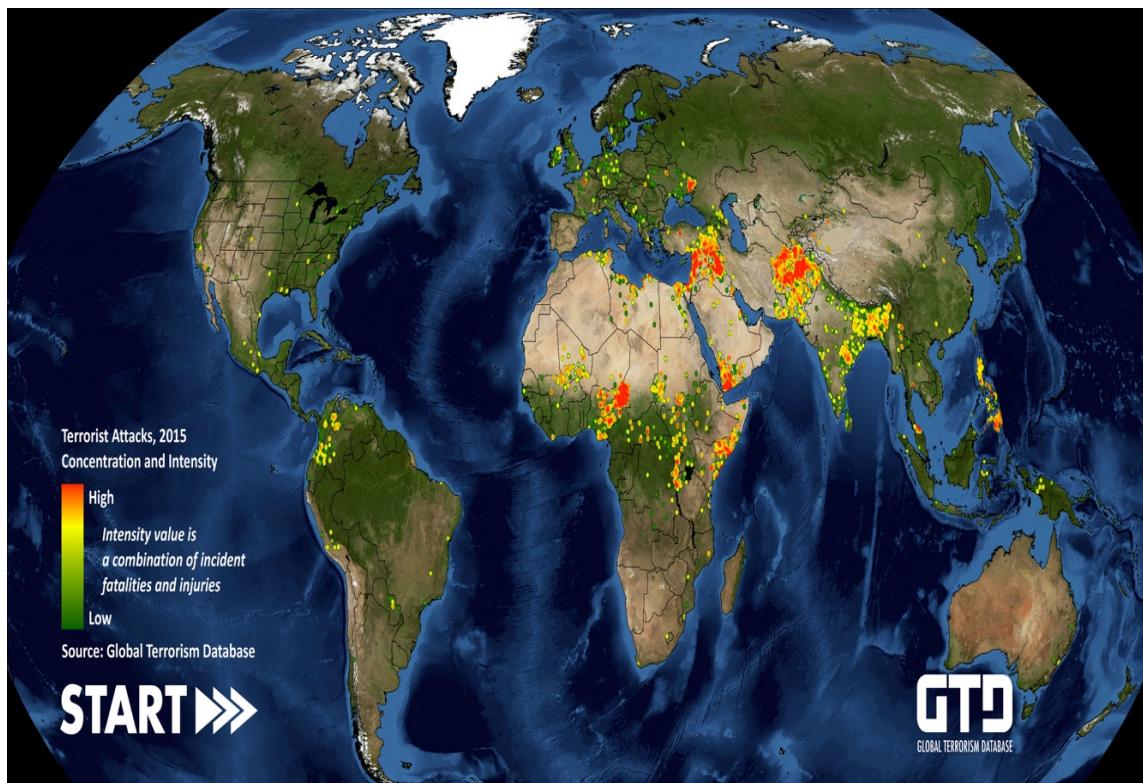 Terrorist Attacks, 2015
Concentration and Intensity
High
Intensity value is
a combination of incident
fatalities and injuries
Low
Source: Global Terrorism Database
START
GTD
GLOBAL TERRORISM DATABASE